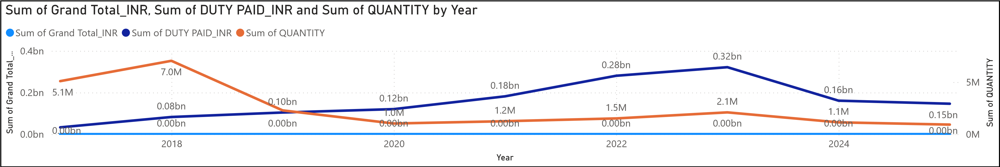 Sum of Grand Total_INR, Sum of DUTY PAID_INR and Sum of QUANTITY by Year
Sum of Grand Total_INR Sum of DUTY PAID_INR Sum of QUANTITY
Sum of Grand Total_...
0.4bn
0.2bn
0.0bn
5.1M
7.0M
0.00bn
0.08bn
0.00bn
0.10bn
0.00bn
0.12bn
1.0M
0.00bn
0.18bn
1.2M
0.00bn
0.28bn
1.5M
0.00bn
0.32bn
2.1M
0.00bn
0.16bn
1.1M
0.00bn
0.15bn
0.00bn
5M
0M
Sum of QUANTITY
2018 2020 2022 2024
Year